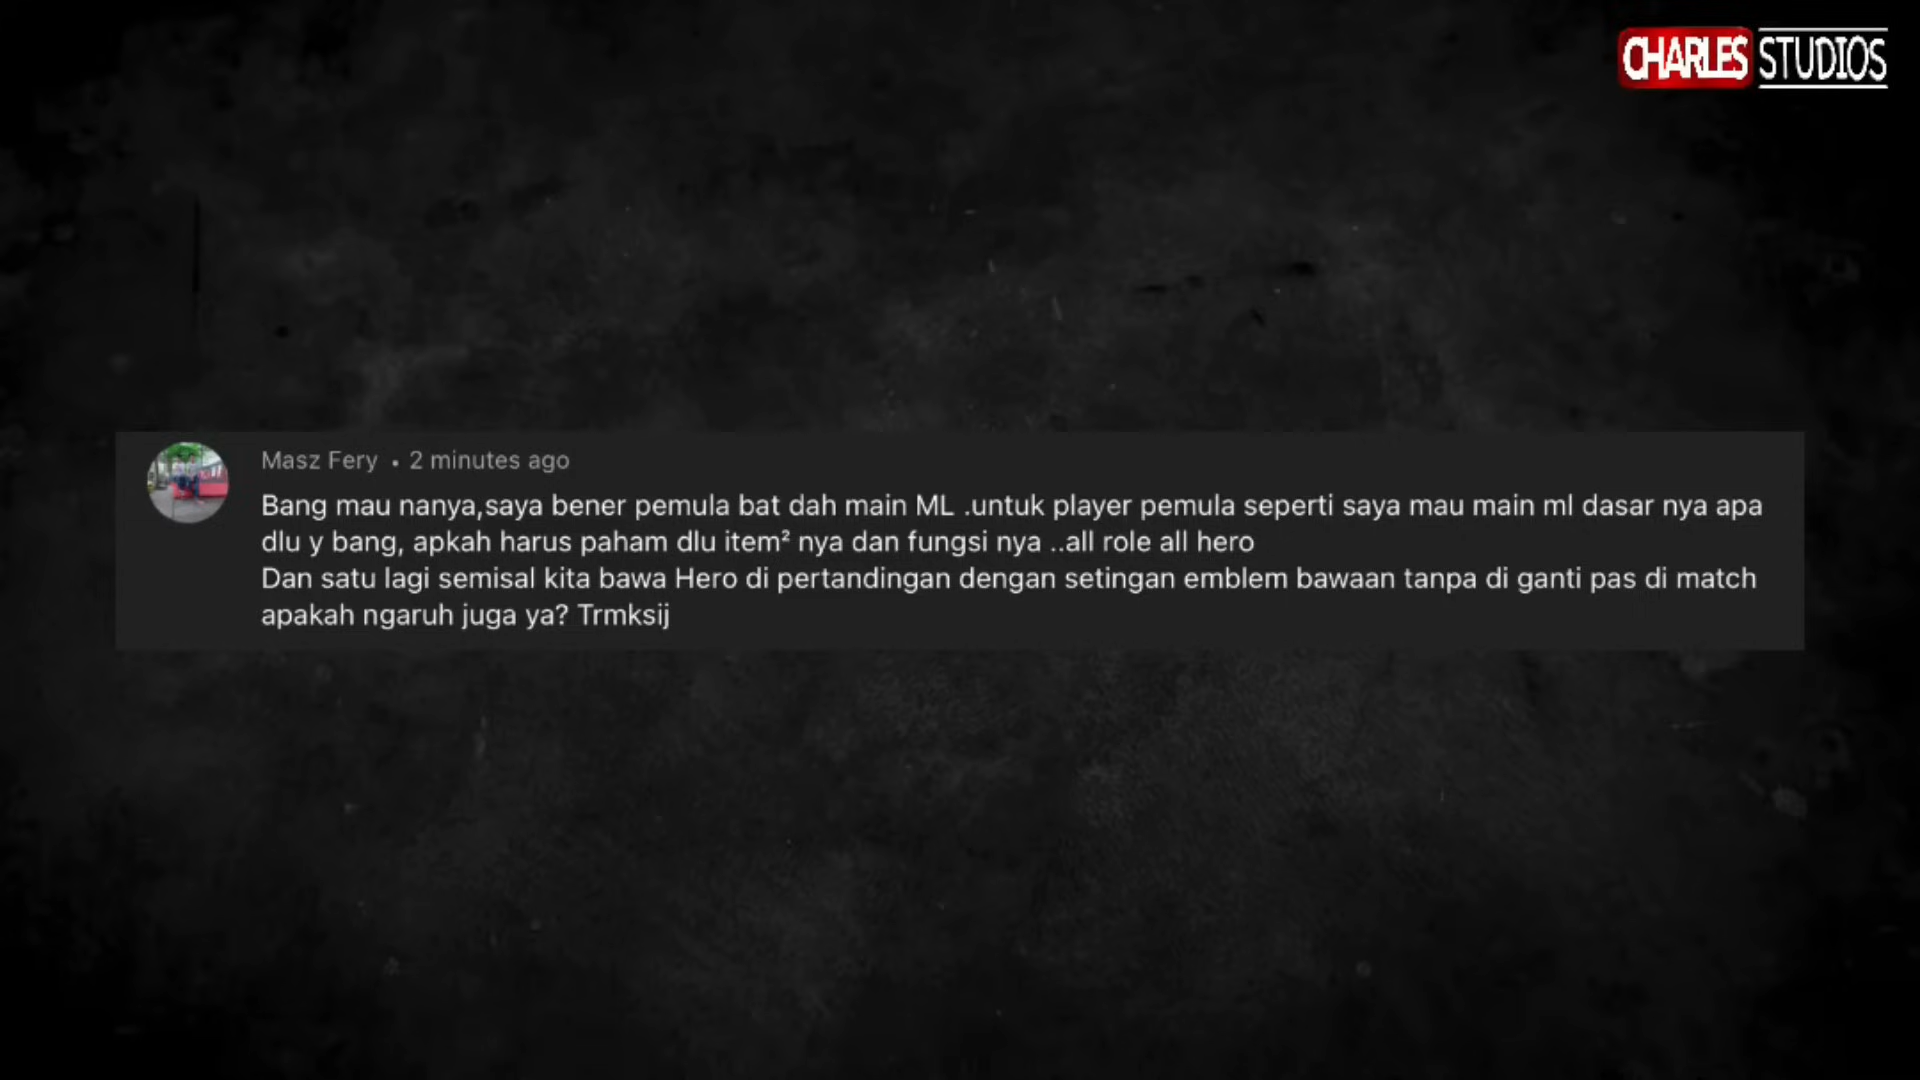 CHARLES STUDIOS
Masz Fery • 2 minutes ago
Bang mau nanya,saya bener pemula bat dah main ML .untuk player pemula seperti saya mau main ml dasar nya apa
dlu y bang, apkah harus paham dlu item² nya dan fungsi nya ..all role all hero
Dan satu lagi semisal kita bawa Hero di pertandingan dengan setingan emblem bawaan tanpa di ganti pas di match
apakah ngaruh juga ya? Trmksij